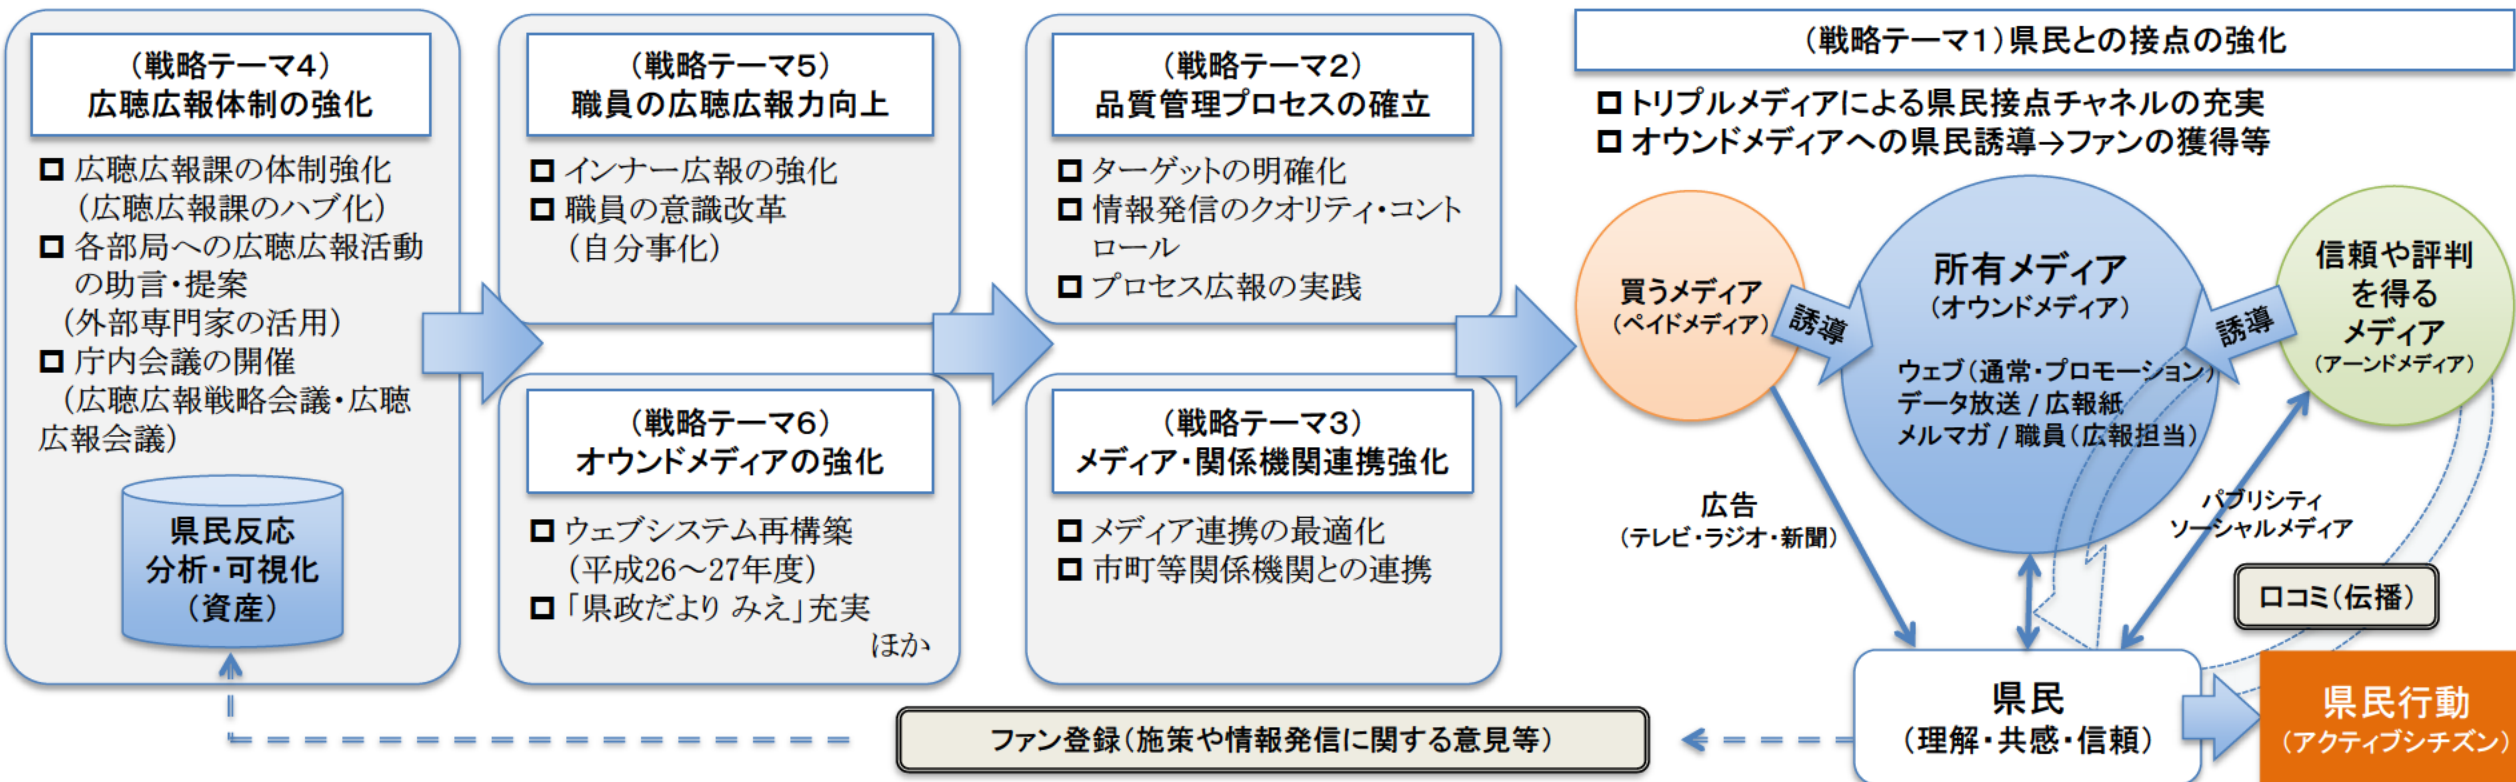 （戦略テーマ4）
広聴広報体制の強化
広聴広報課の体制強化
（広聴広報課のハブ化）
各部局への広聴広報活動
の助言・提案
（外部専門家の活用）
庁内会議の開催
（広聴広報戦略会議・広聴
広報会議）
県民反応
分析・可視化
（資産）
（戦略テーマ5）
職員の広聴広報力向上
インナー広報の強化
職員の意識改革
（自分事化）
（戦略テーマ6）
オウンドメディアの強化
ウェブシステム再構築
（平成26～27年度）
「県政だより みえ」充実
ほか
（戦略テーマ2）
品質管理プロセスの確立
ターゲットの明確化
情報発信のクオリティ・コント
ロール
プロセス広報の実践
（戦略テーマ3）
メディア・関係機関連携強化
メディア連携の最適化
市町等関係機関との連携
（戦略テーマ1）県民との接点の強化
トリプルメディアによる県民接点チャネルの充実
オウンドメディアへの県民誘導→ファンの獲得等
買うメディア
（ペイドメディア）
誘導
所有メディア
（オウンドメディア）
ウェブ（通常・プロモーション）
データ放送 / 広報紙
メルマガ / 職員（広報担当）
誘導
信頼や評判
を得る
メディア
（アーンドメディア）
広告
（テレビ・ラジオ・新聞）
パブリシティ
ソーシャルメディア
口コミ（伝播）
県民
（理解・共感・信頼）
県民行動
（アクティブシチズン）
ファン登録（施策や情報発信に関する意見等）